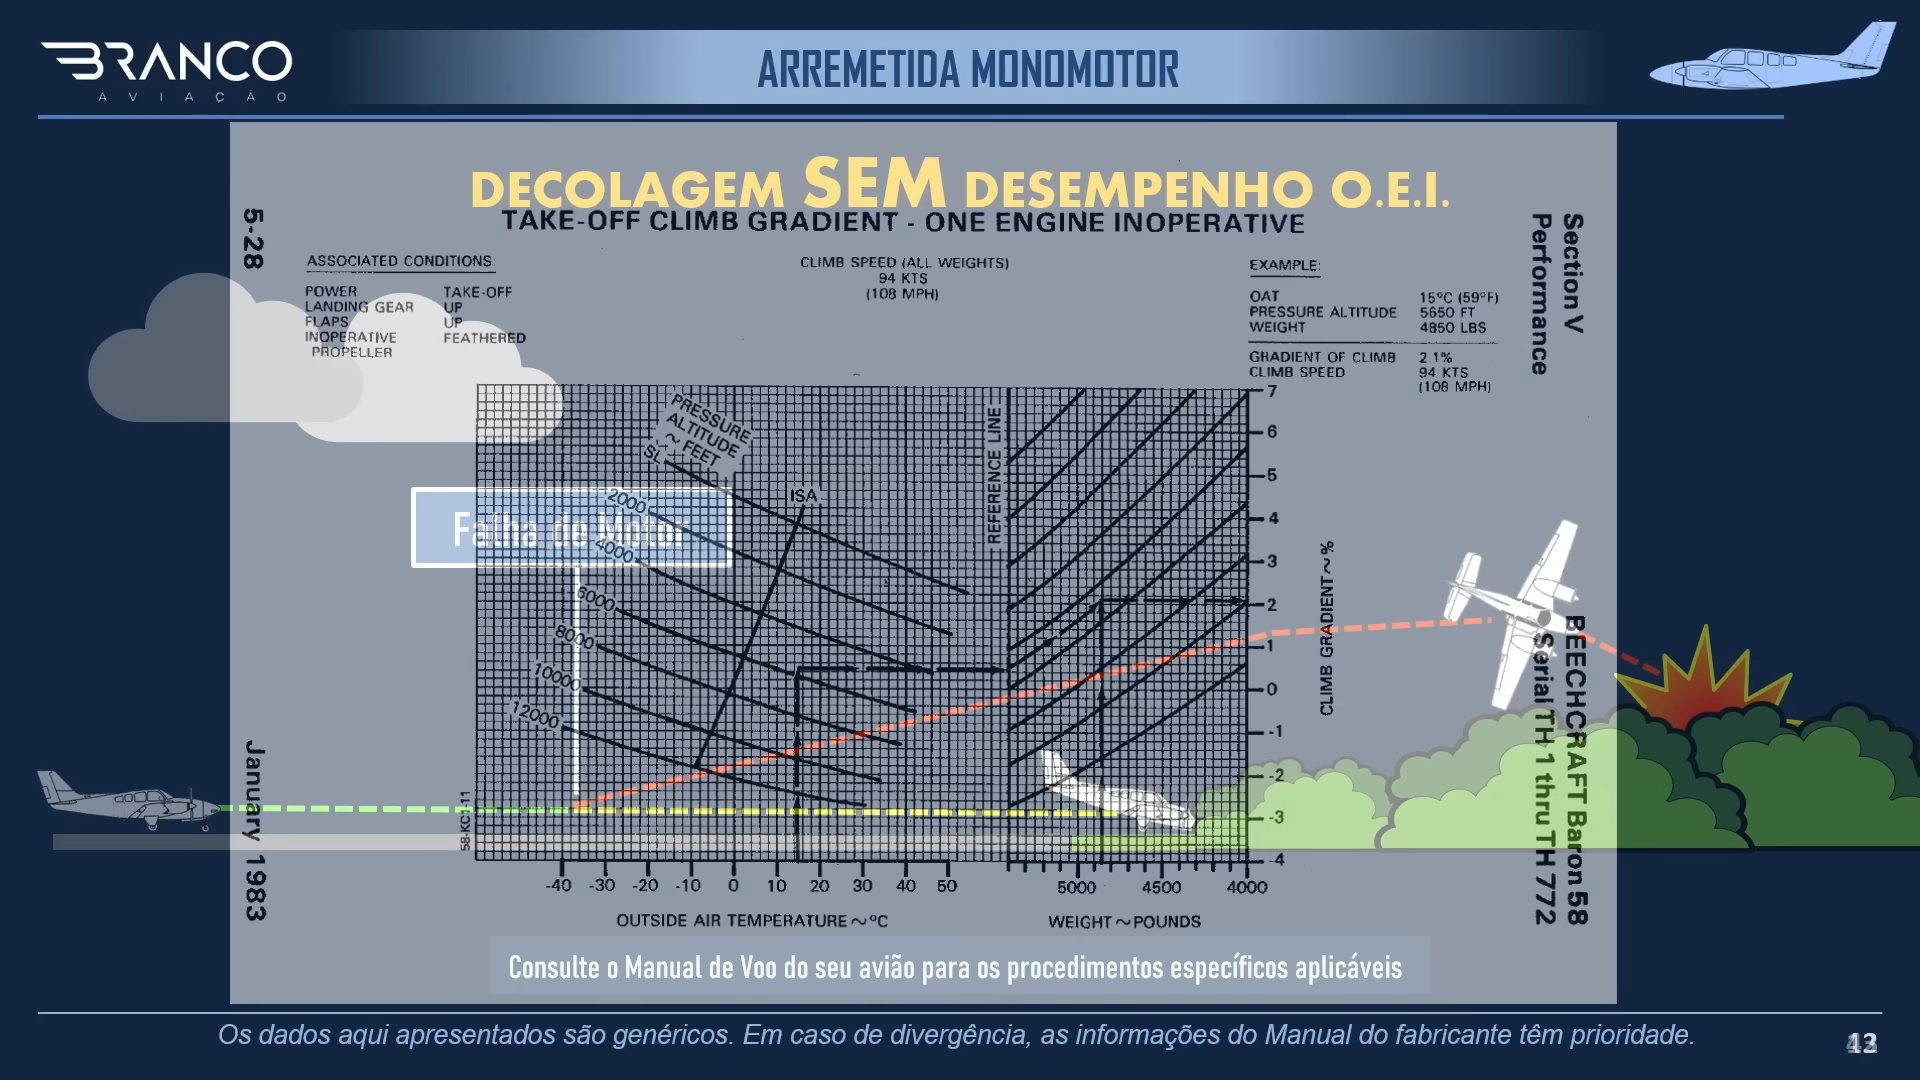 BRANCO
AVIAÇÃO
ARREMETIDA MONOMOTOR
DECOLAGEM SEM DESEMPENHO O.E.I.
TAKE-OFF CLIMB GRADIENT - ONE ENGINE INOPERATIVE
5-28
Section V
Performance
ASSOCIATED CONDITIONS:
POWER TAKE-OFF
LANDING GEAR UP
FLAPS UP
INOPERATIVE FEATHERED
PROPELLER
CLIMB SPEED (ALL WEIGHTS)
94 KTS
(108 MPH)
EXAMPLE:
OAT 15°C (59°F)
PRESSURE ALTITUDE 5650 FT
WEIGHT 4850 LBS
GRADIENT OF CLIMB 2.1%
CLIMB SPEED 94 KTS
(108 MPH)
PRESSURE
ALTITUDE
~ FEET
SL
2000
4000
6000
8000
10000
12000
ISA
REFERENCE LINE
Falha de Motor
7
6
5
4
3
2
1
0
-1
-2
-3
-4
CLIMB GRADIENT ~ %
BEECHCRAFT Baron 58
Serial TH 1 thru TH 772
January 1983
-40 -30 -20 -10 0 10 20 30 40 50
5000 4500 4000
OUTSIDE AIR TEMPERATURE ~ °C
WEIGHT ~ POUNDS
Consulte o Manual de Voo do seu avião para os procedimentos específicos aplicáveis
Os dados aqui apresentados são genéricos. Em caso de divergência, as informações do Manual do fabricante têm prioridade.